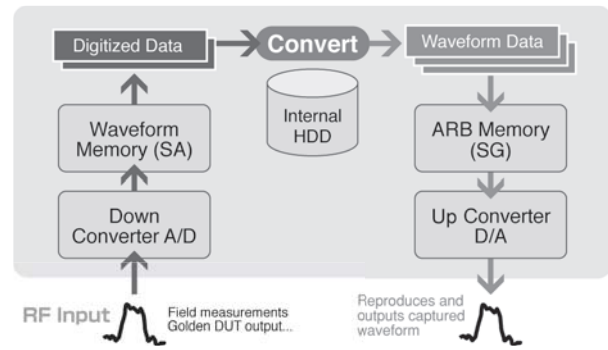 Digitized Data
Convert
Waveform Data
Internal
HDD
Waveform
Memory (SA)
ARB Memory
(SG)
Down
Converter A/D
Up Converter
D/A
RF Input
Field measurements
Golden DUT output...
Reproduces and
outputs captured
waveform